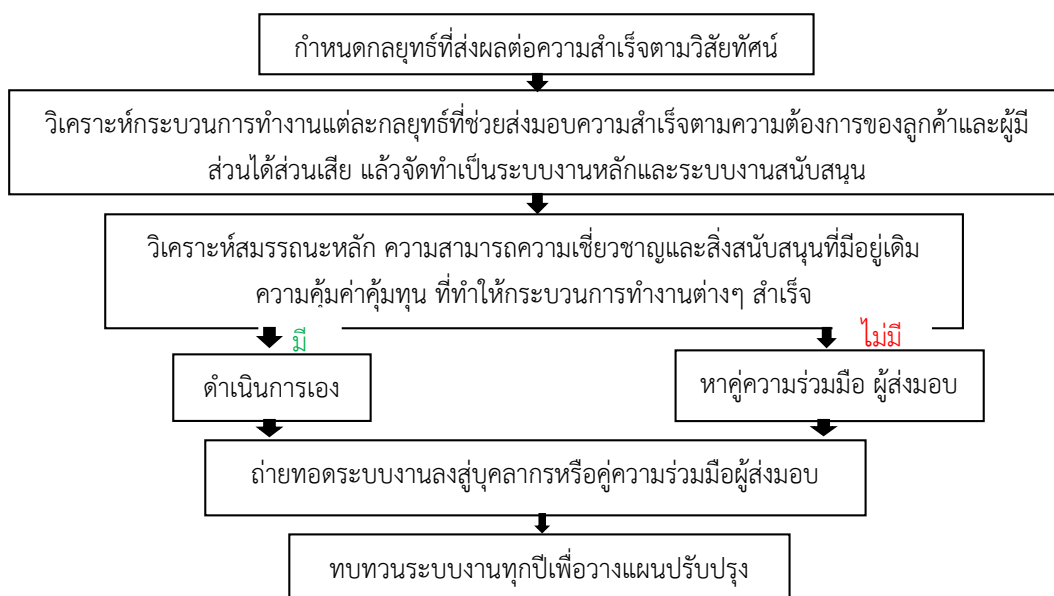 กำหนดกลยุทธ์ที่ส่งผลต่อความสำเร็จตามวิสัยทัศน์
วิเคราะห์กระบวนการทำงานแต่ละกลยุทธ์ที่ช่วยส่งมอบความสำเร็จตามความต้องการของลูกค้าและผู้มี
ส่วนได้ส่วนเสีย แล้วจัดทำเป็นระบบงานหลักและระบบงานสนับสนุน
วิเคราะห์สมรรถนะหลัก ความสามารถความเชี่ยวชาญและสิ่งสนับสนุนที่มีอยู่เดิม
ความคุ้มค่าคุ้มทุน ที่ทำให้กระบวนการทำงานต่างๆ สำเร็จ
มี
ไม่มี
ดำเนินการเอง
หาคู่ความร่วมมือ ผู้ส่งมอบ
ถ่ายทอดระบบงานลงสู่บุคลากรหรือคู่ความร่วมมือผู้ส่งมอบ
ทบทวนระบบงานทุกปีเพื่อวางแผนปรับปรุง